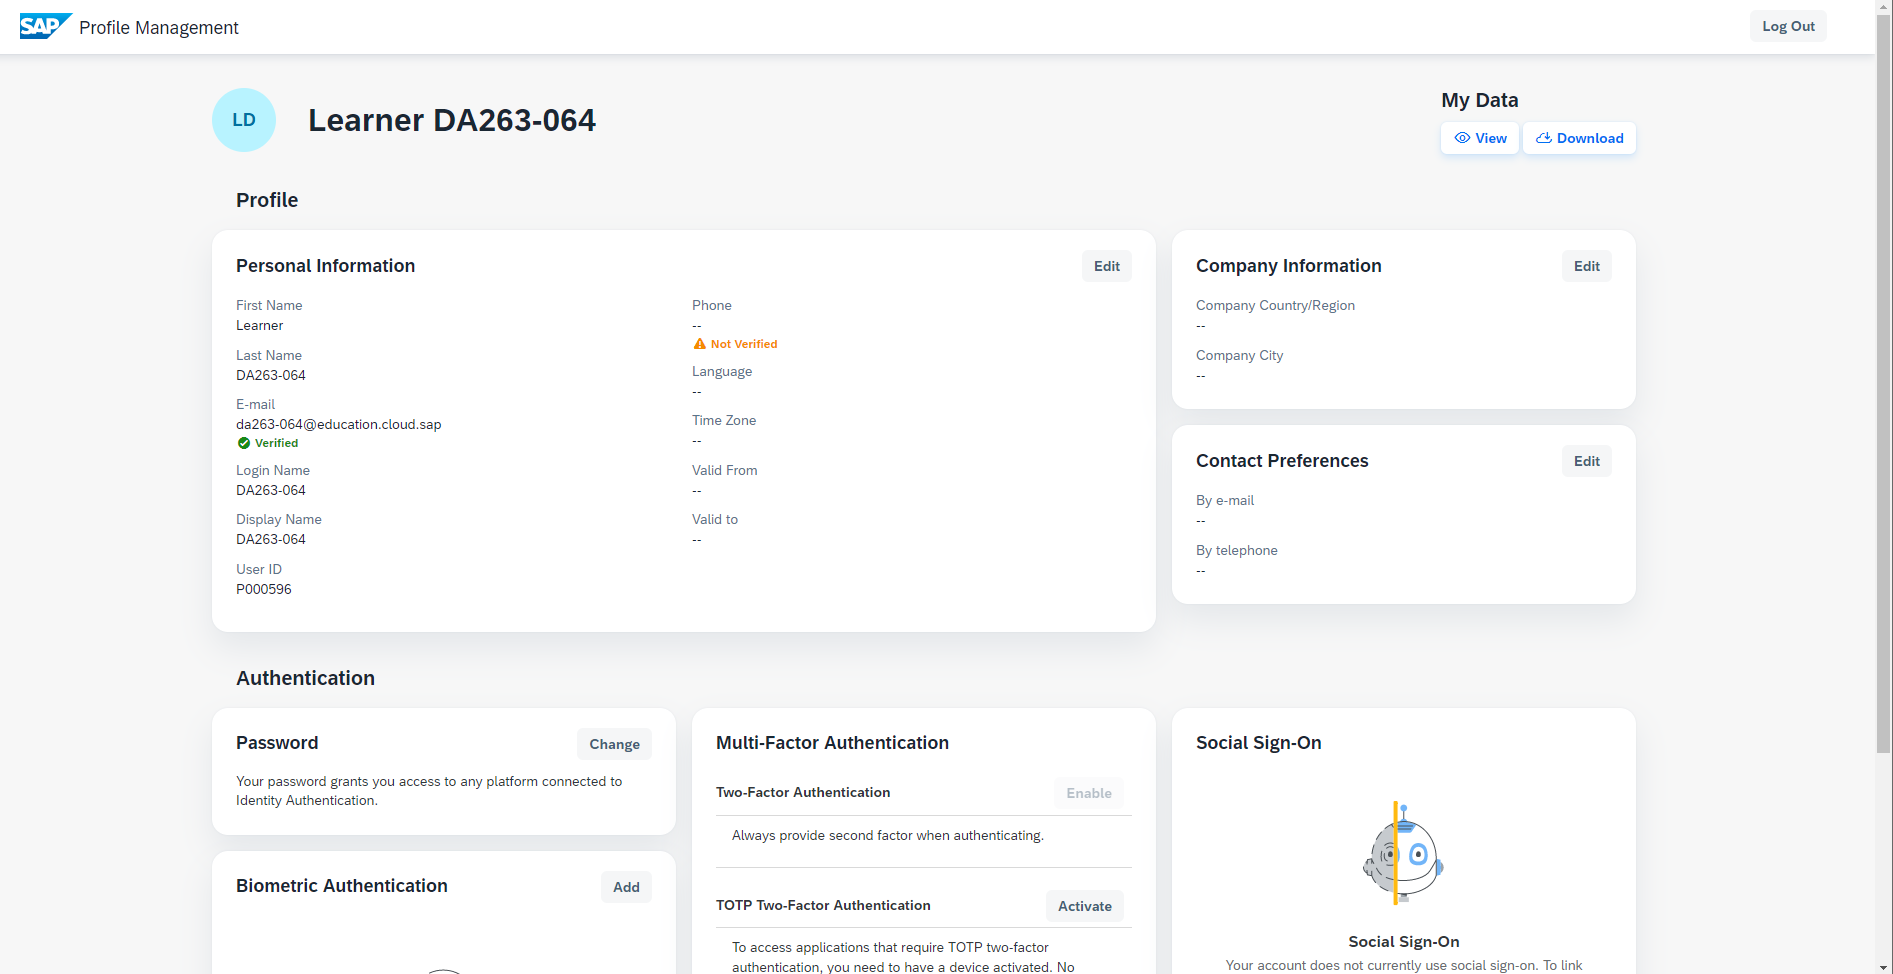 SAP Profile Management
Log Out
LD
Learner DA263-064
My Data
View
Download
Profile
Personal Information
Edit
First Name
Learner
Last Name
DA263-064
E-mail
da263-064@education.cloud.sap
Verified
Login Name
DA263-064
Display Name
DA263-064
User ID
P000596
Phone
--
Not Verified
Language
--
Time Zone
--
Valid From
--
Valid to
--
Company Information
Edit
Company Country/Region
--
Company City
--
Contact Preferences
Edit
By e-mail
--
By telephone
--
Authentication
Password
Change
Your password grants you access to any platform connected to
Identity Authentication.
Biometric Authentication
Add
Multi-Factor Authentication
Two-Factor Authentication
Enable
Always provide second factor when authenticating.
TOTP Two-Factor Authentication
Activate
To access applications that require TOTP two-factor
authentication, you need to have a device activated. No
Social Sign-On
Social Sign-On
Your account does not currently use social sign-on. To link